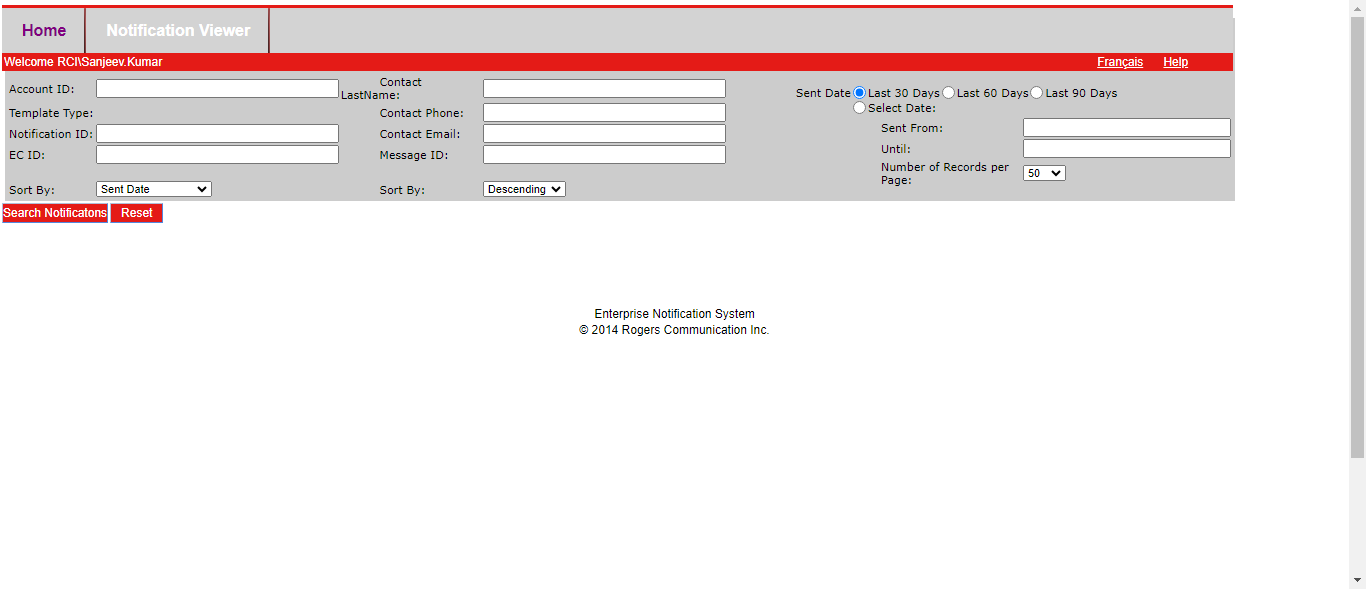 Home
Notification Viewer
Welcome RCI\Sanjeev.Kumar
Français
Help
Account ID:
Contact
LastName:
Sent Date Last 30 Days Last 60 Days Last 90 Days
Select Date:
Template Type:
Contact Phone:
Sent From:
Notification ID:
Contact Email:
Until:
EC ID:
Message ID:
Number of Records per
Page:
50
Sort By:
Sent Date
Sort By:
Descending
Search Notificatons
Reset
Enterprise Notification System
© 2014 Rogers Communication Inc.